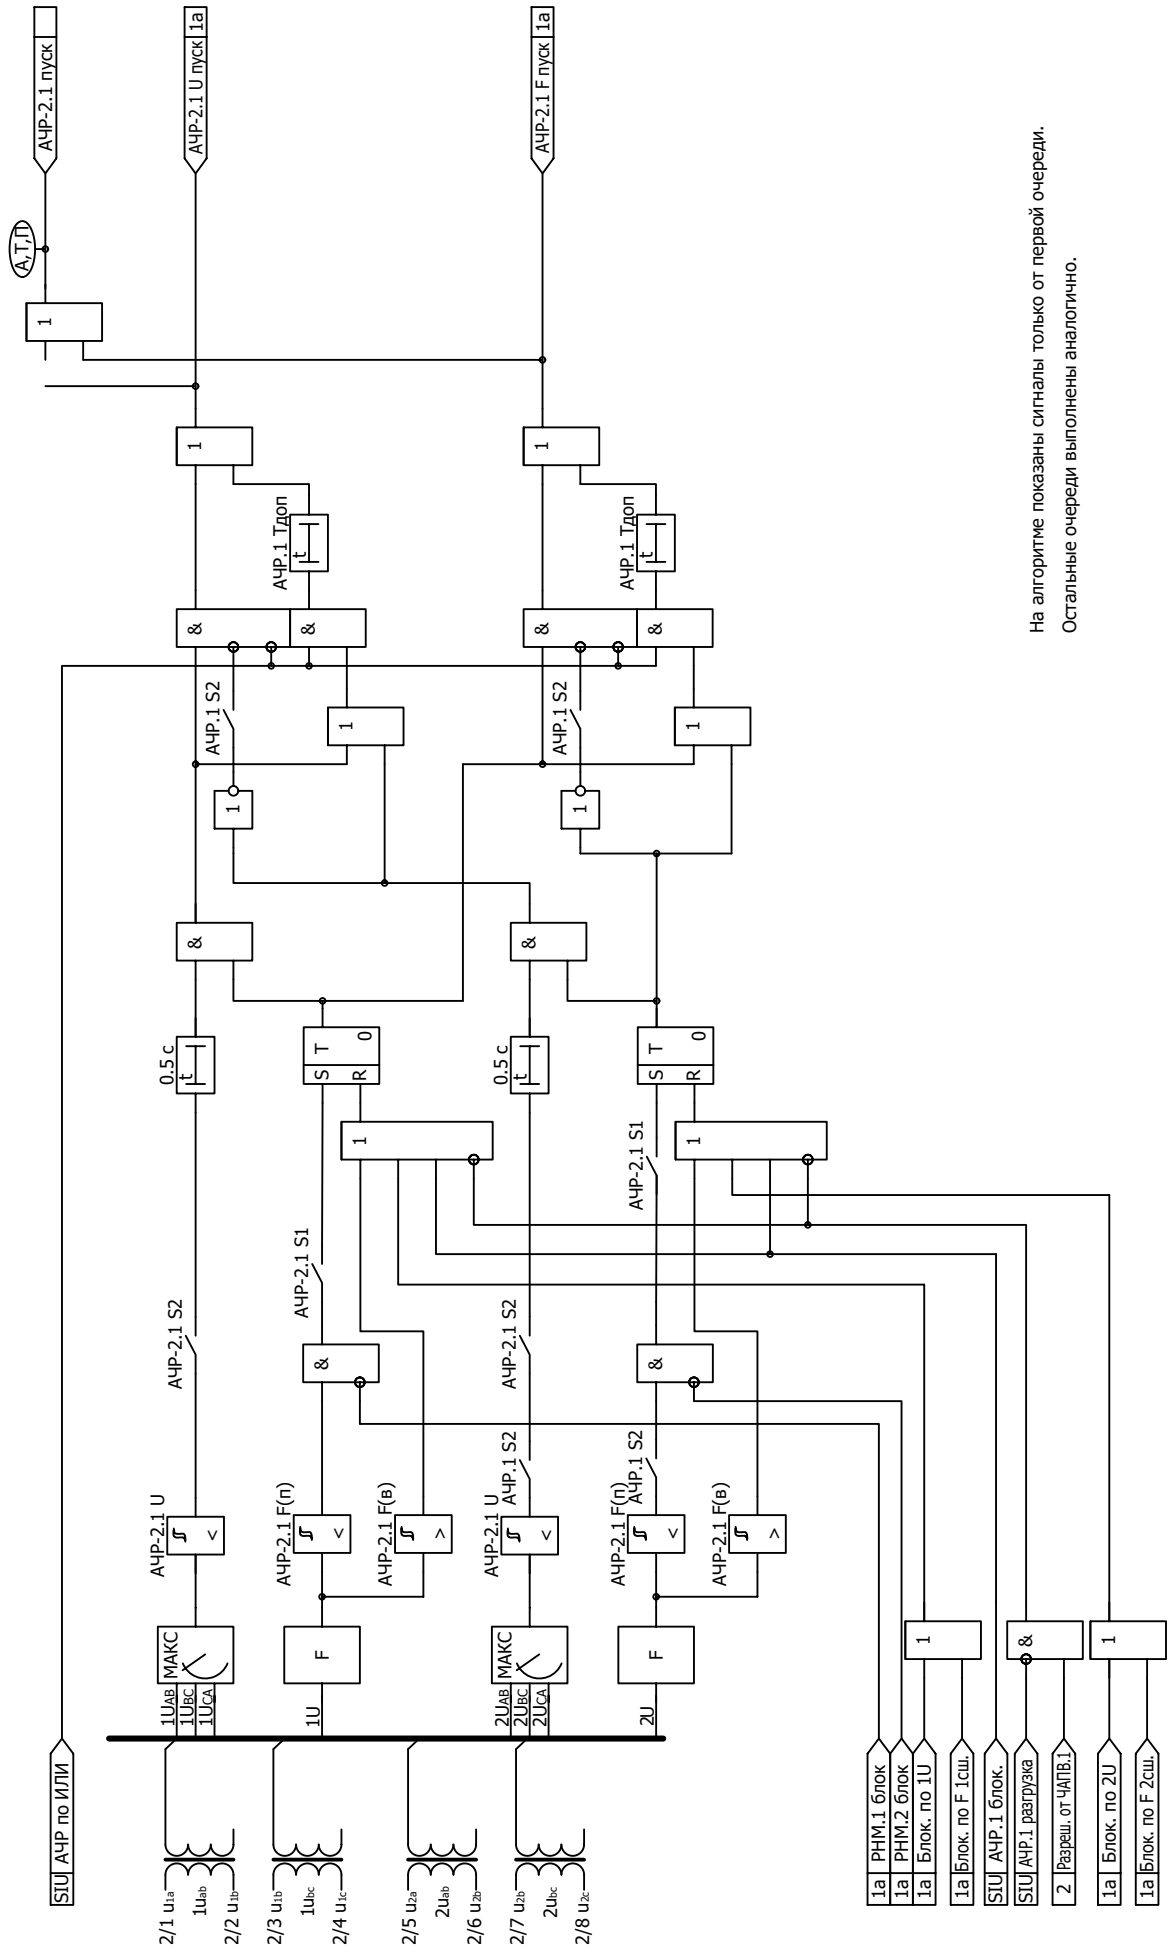 SIU АЧР по ИЛИ
2/1 u1a
1uab
2/2 u1b
2/3 u1b
1ubc
2/4 u1c
2/5 u2a
2uab
2/6 u2b
2/7 u2b
2ubc
2/8 u2c
1UAB
1UBC
1UCA
МАКС
АЧР-2.1 U
<
АЧР-2.1 S2
0.5 с
t
&
1U
F
АЧР-2.1 F(п)
<
АЧР-2.1 F(в)
>
&
АЧР-2.1 S1
1
S T
R 0
2UAB
2UBC
2UCA
МАКС
АЧР-2.1 U
<
АЧР.1 S2
АЧР-2.1 S2
0.5 с
t
&
2U
F
АЧР-2.1 F(п)
<
АЧР.1 S2
АЧР-2.1 F(в)
>
&
АЧР-2.1 S1
1
S T
R 0
1
АЧР.1 S2
1
&
&
АЧР.1 Тдоп
t
1
1
АЧР.1 S2
1
&
&
АЧР.1 Тдоп
t
1
1
А,Т,П
АЧР-2.1 пуск
АЧР-2.1 U пуск 1а
АЧР-2.1 F пуск 1а
1а РНМ.1 блок
1а РНМ.2 блок
1а Блок. по 1U
1
1а Блок. по F 1сш.
SIU АЧР.1 блок.
SIU АЧР.1 разгрузка
&
2 Разреш. от ЧАПВ.1
1а Блок. по 2U
1
1а Блок. по F 2сш.
На алгоритме показаны сигналы только от первой очереди.
Остальные очереди выполнены аналогично.